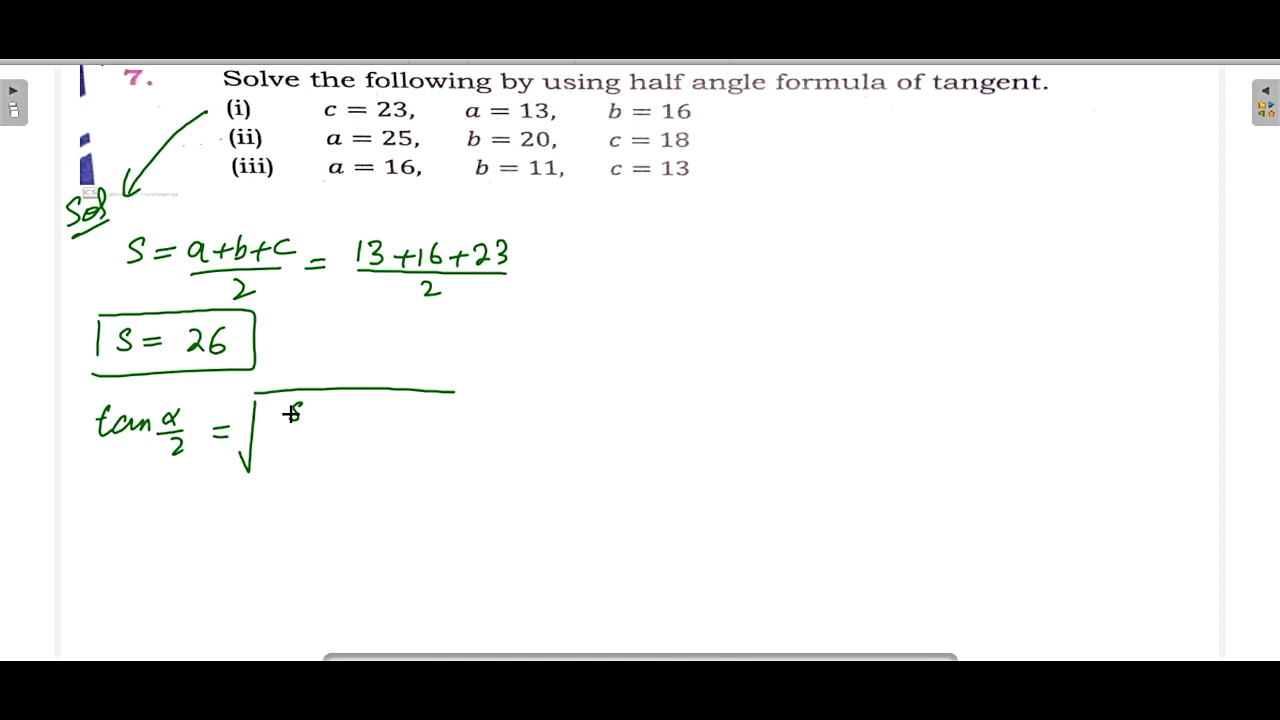 7. Solve the following by using half angle formula of tangent.
(i) c = 23, a = 13, b = 16
(ii) a = 25, b = 20, c = 18
(iii) a = 16, b = 11, c = 13
Sol
S = a+b+c/2 = 13+16+23/2
S = 26
tan α/2 = √s